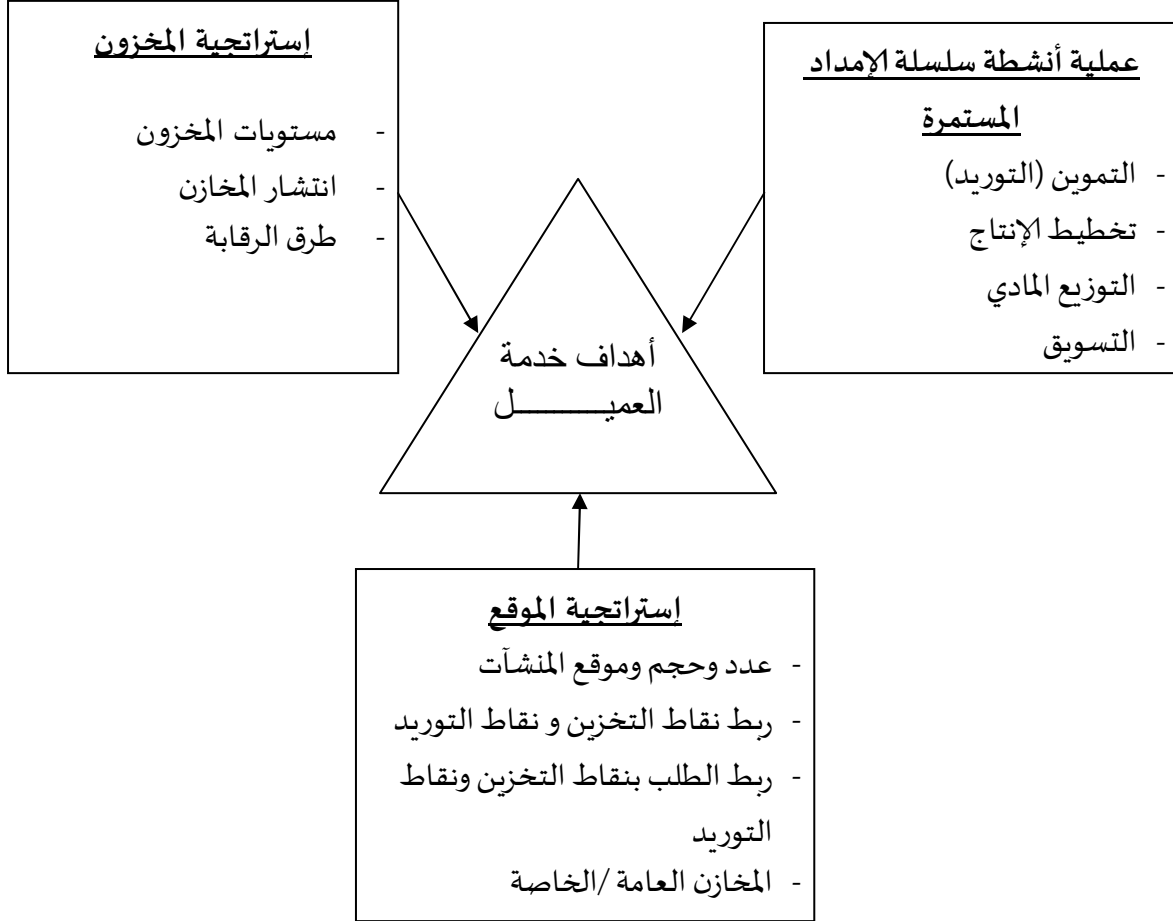 عملية أنشطة سلسلة الإمداد
المستمرة
- التموين (التوريد)
- تخطيط الإنتاج
- التوزيع المادي
- التسويق
إستراتجية المخزون
- مستويات المخزون
- انتشار المخازن
- طرق الرقابة
أهداف خدمة
العميـــــــــــل
إستراتجية الموقع
- عدد وحجم وموقع المنشآت
- ربط نقاط التخزين و نقاط التوريد
- ربط الطلب بنقاط التخزين ونقاط
التوريد
- المخازن العامة /الخاصة